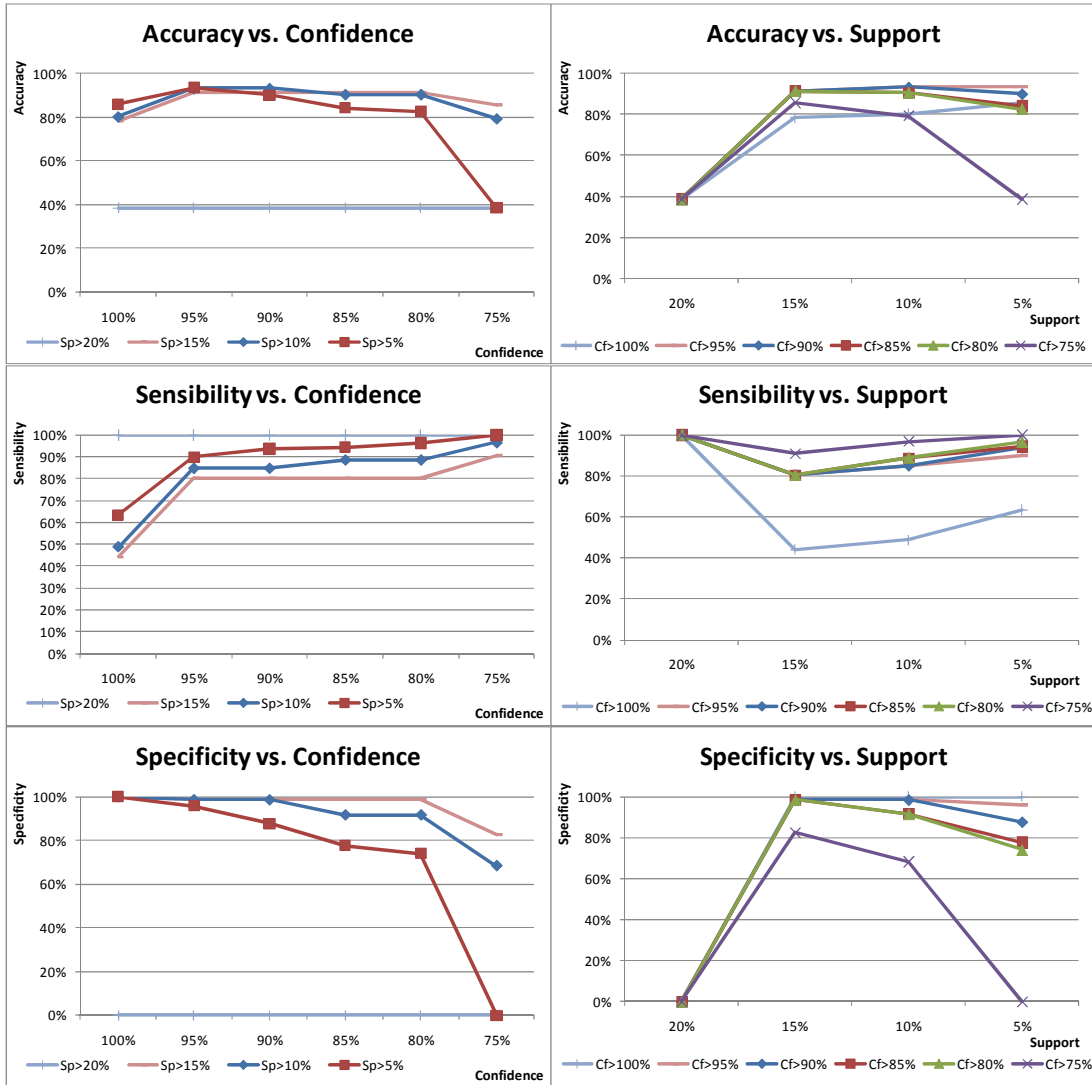 Accuracy vs. Confidence
Accuracy
100%
80%
60%
40%
20%
0%
100% 95% 90% 85% 80% 75%
Sp>20% Sp>15% Sp>10% Sp>5%
Confidence
Accuracy vs. Support
Accuracy
100%
80%
60%
40%
20%
0%
20% 15% 10% 5%
Support
Cf>100% Cf>95% Cf>90% Cf>85% Cf>80% Cf>75%
Sensibility vs. Confidence
Sensibility
100%
90%
80%
70%
60%
50%
40%
30%
20%
10%
0%
100% 95% 90% 85% 80% 75%
Sp>20% Sp>15% Sp>10% Sp>5%
Confidence
Sensibility vs. Support
Sensibility
100%
80%
60%
40%
20%
0%
20% 15% 10% 5%
Support
Cf>100% Cf>95% Cf>90% Cf>85% Cf>80% Cf>75%
Specificity vs. Confidence
Specificity
100%
80%
60%
40%
20%
0%
100% 95% 90% 85% 80% 75%
Sp>20% Sp>15% Sp>10% Sp>5%
Confidence
Specificity vs. Support
Specificity
100%
80%
60%
40%
20%
0%
20% 15% 10% 5%
Support
Cf>100% Cf>95% Cf>90% Cf>85% Cf>80% Cf>75%